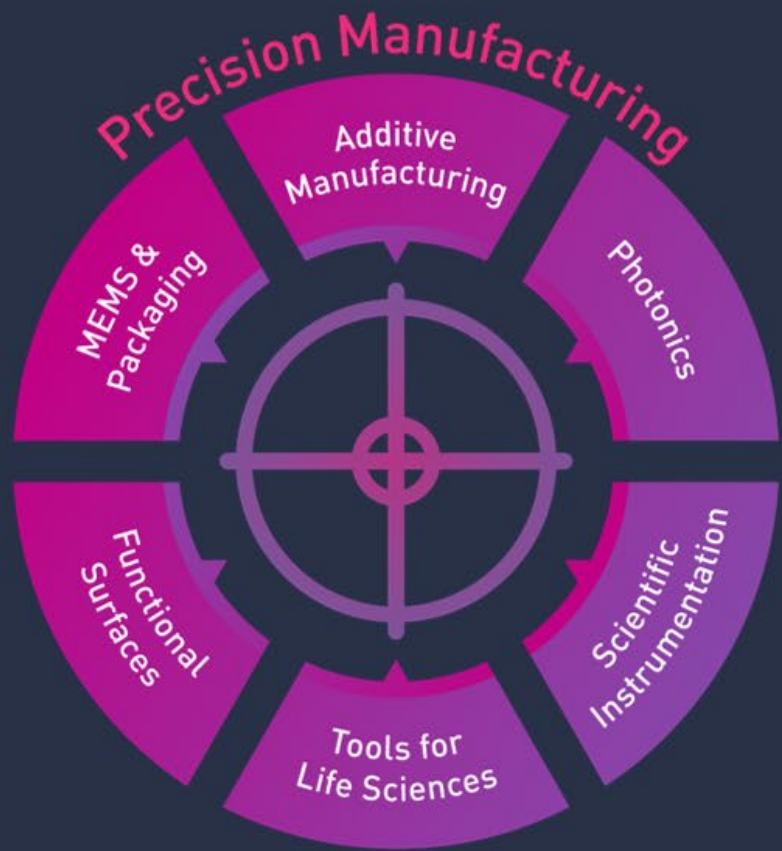 Precision Manufacturing
Additive
Manufacturing
Photonics
Scientific
Instrumentation
Tools for
Life Sciences
Functional
Surfaces
MEMS &
Packaging